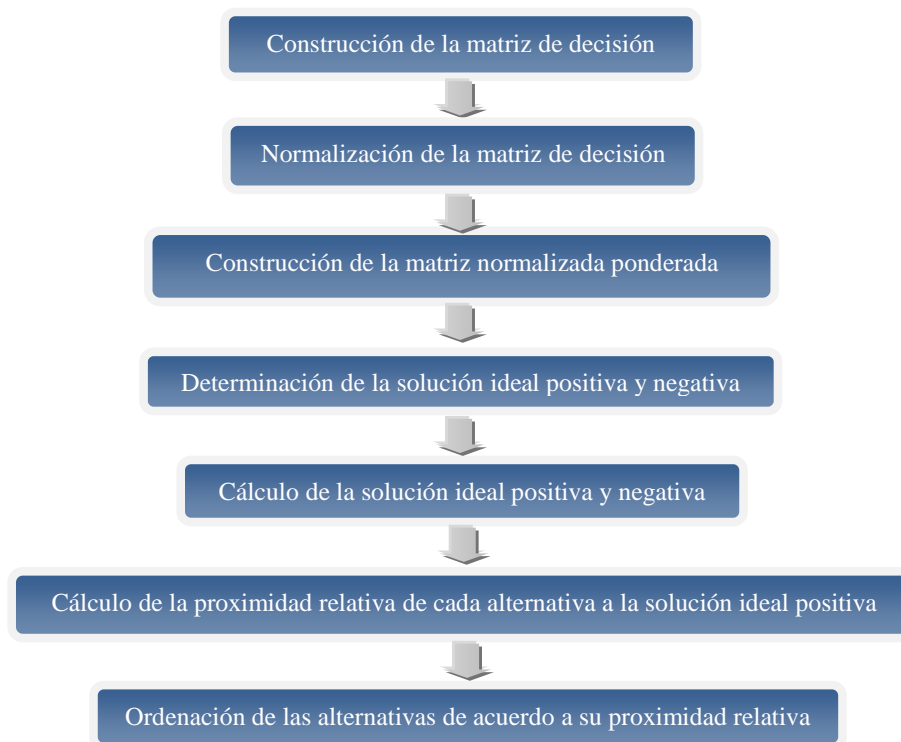 Construcción de la matriz de decisión
Normalización de la matriz de decisión
Construcción de la matriz normalizada ponderada
Determinación de la solución ideal positiva y negativa
Cálculo de la solución ideal positiva y negativa
Cálculo de la proximidad relativa de cada alternativa a la solución ideal positiva
Ordenación de las alternativas de acuerdo a su proximidad relativa